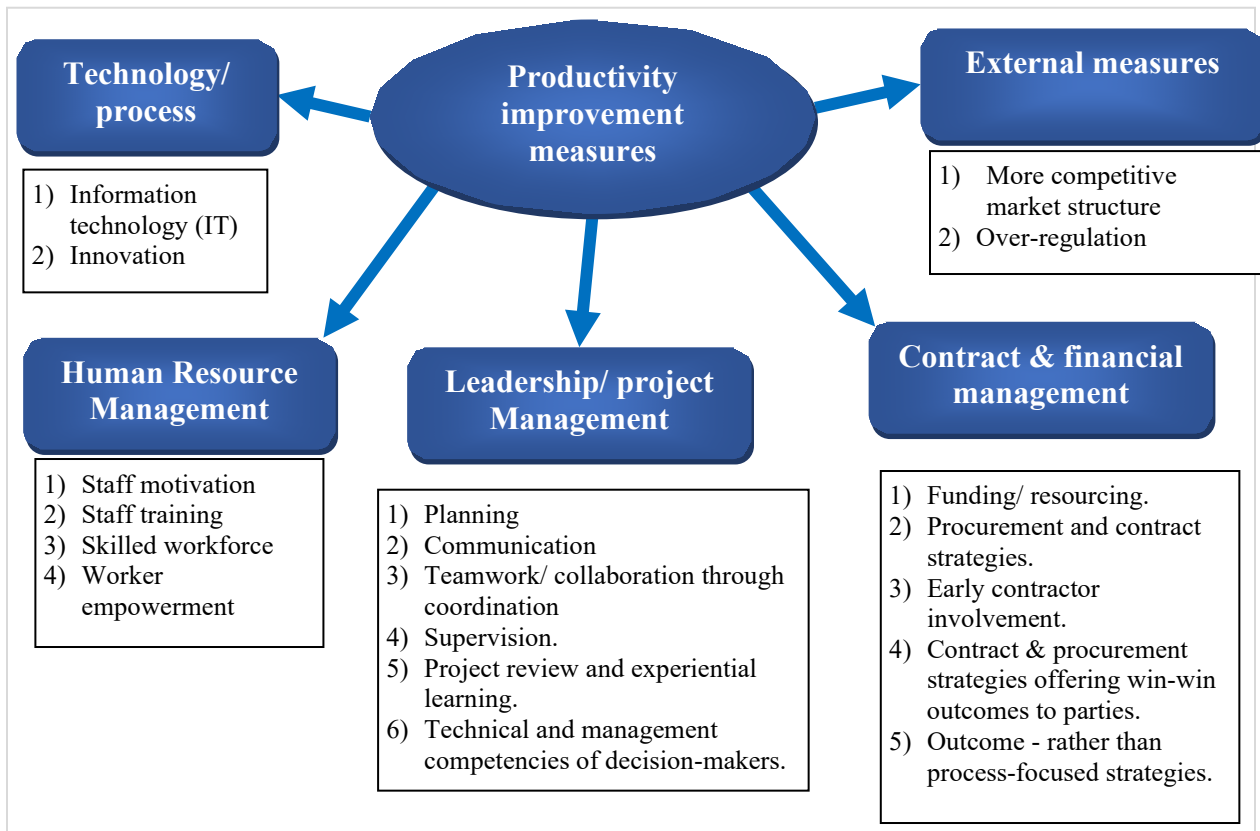 Productivity
improvement
measures
Technology/
process
1) Information
technology (IT)
2) Innovation
External measures
1) More competitive
market structure
2) Over-regulation
Human Resource
Management
1) Staff motivation
2) Staff training
3) Skilled workforce
4) Worker
empowerment
Leadership/ project
Management
1) Planning
2) Communication
3) Teamwork/ collaboration through
coordination
4) Supervision.
5) Project review and experiential
learning.
6) Technical and management
competencies of decision-makers.
Contract & financial
management
1) Funding/ resourcing.
2) Procurement and contract
strategies.
3) Early contractor
involvement.
4) Contract & procurement
strategies offering win-win
outcomes to parties.
5) Outcome - rather than
process-focused strategies.